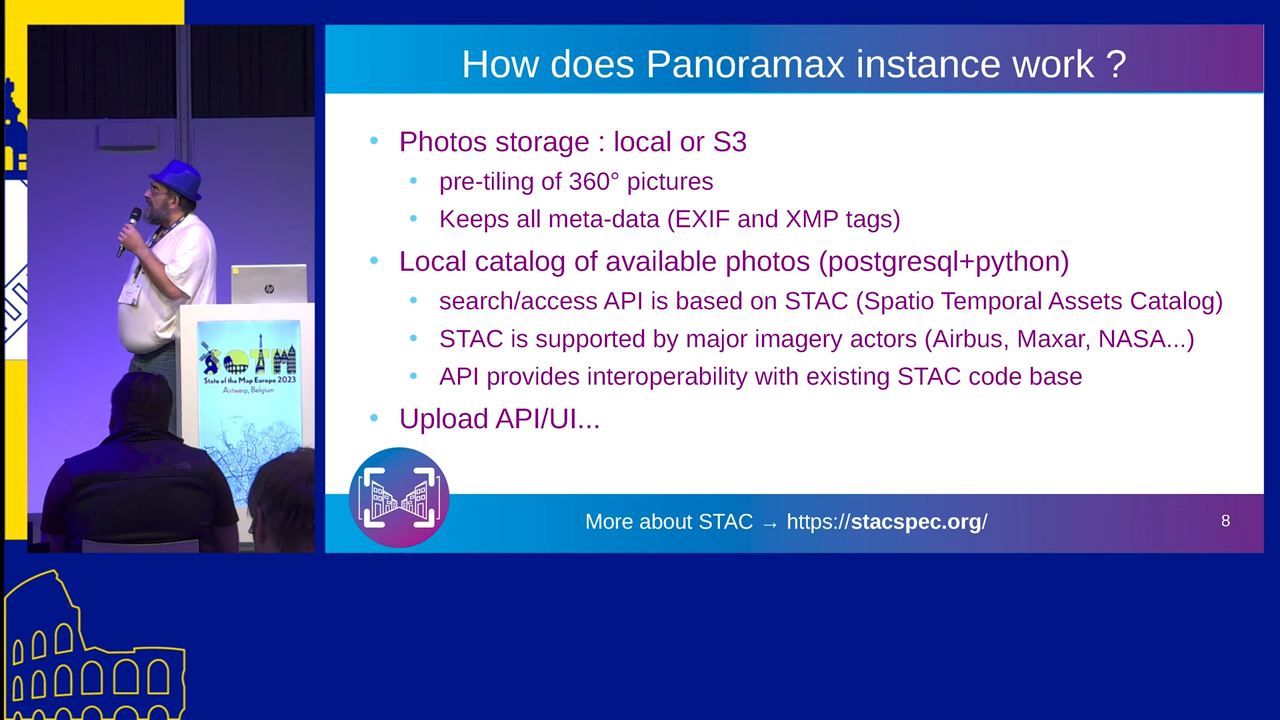 How does Panoramax instance work ?
Photos storage : local or S3
pre-tiling of 360° pictures
Keeps all meta-data (EXIF and XMP tags)
Local catalog of available photos (postgresql+python)
search/access API is based on STAC (Spatio Temporal Assets Catalog)
STAC is supported by major imagery actors (Airbus, Maxar, NASA...)
API provides interoperability with existing STAC code base
Upload API/UI...
More about STAC → https://stacspec.org/
8
hp
SOTM
State of the Map Europe 2023
Antwerp, Belgium